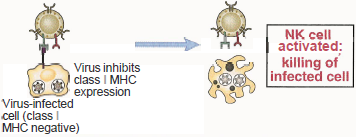 Virus inhibits
class I MHC
expression
Virus-infected
cell (class I
MHC negative)
NK cell
activated:
killing of
infected cell